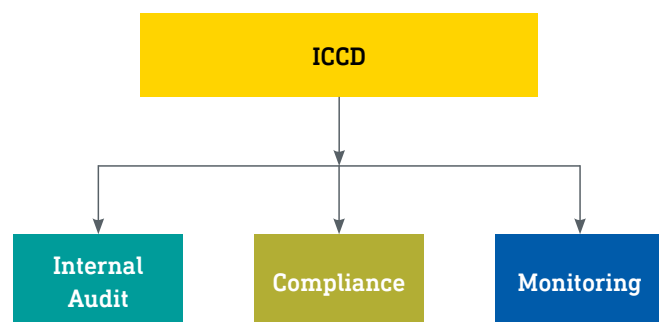 ICCD
Internal
Audit
Compliance
Monitoring